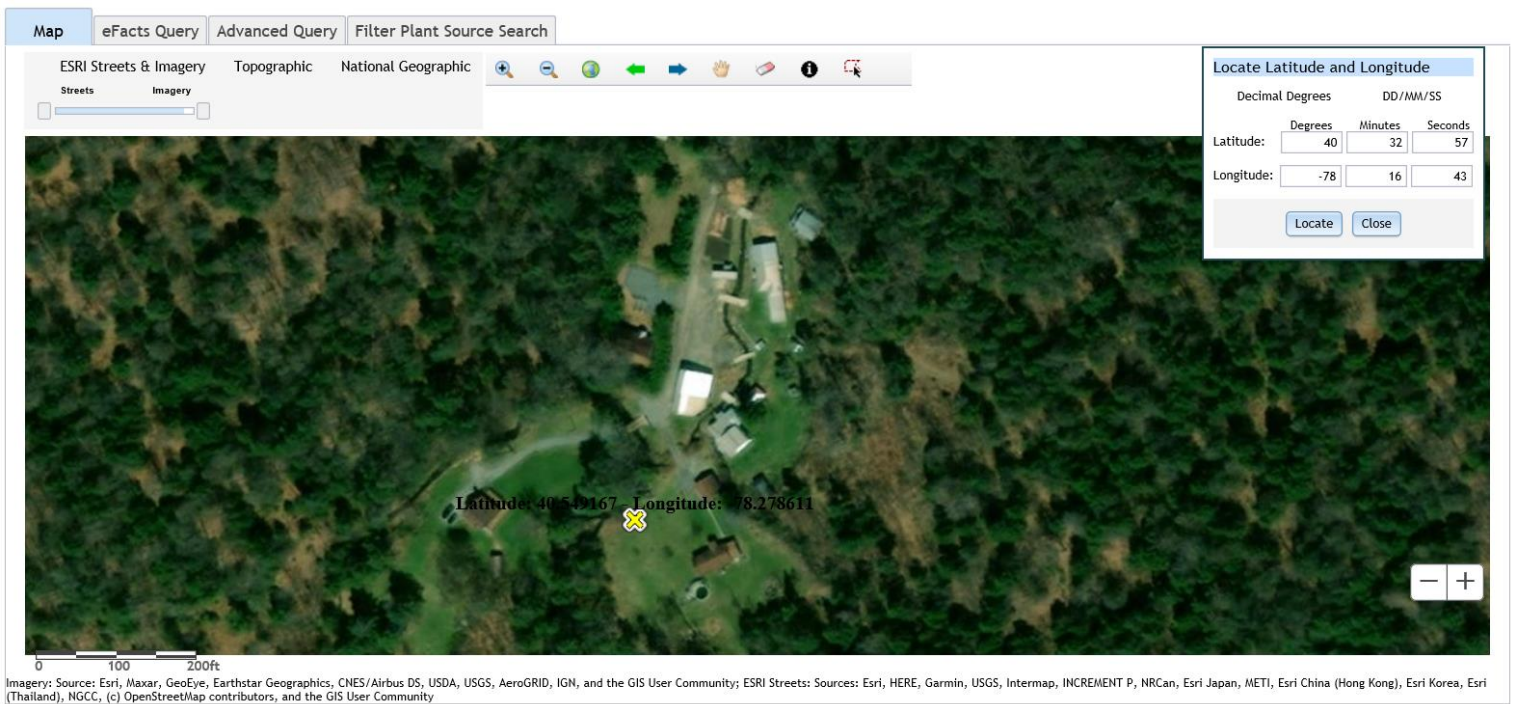 Map eFacts Query Advanced Query Filter Plant Source Search
ESRI Streets & Imagery Topographic National Geographic
Streets Imagery
Locate Latitude and Longitude
Decimal Degrees DD/MM/SS
Degrees Minutes Seconds
Latitude: 40 32 57
Longitude: -78 16 43
Locate Close
Latitude: 40.549167 Longitude: -78.278611
− +
0 100 200ft
Imagery: Source: Esri, Maxar, GeoEye, Earthstar Geographics, CNES/Airbus DS, USDA, USGS, AeroGRID, IGN, and the GIS User Community; ESRI Streets: Sources: Esri, HERE, Garmin, USGS, Intermap, INCREMENT P, NRCan, Esri Japan, METI, Esri China (Hong Kong), Esri Korea, Esri
(Thailand), NGCC, (c) OpenStreetMap contributors, and the GIS User Community